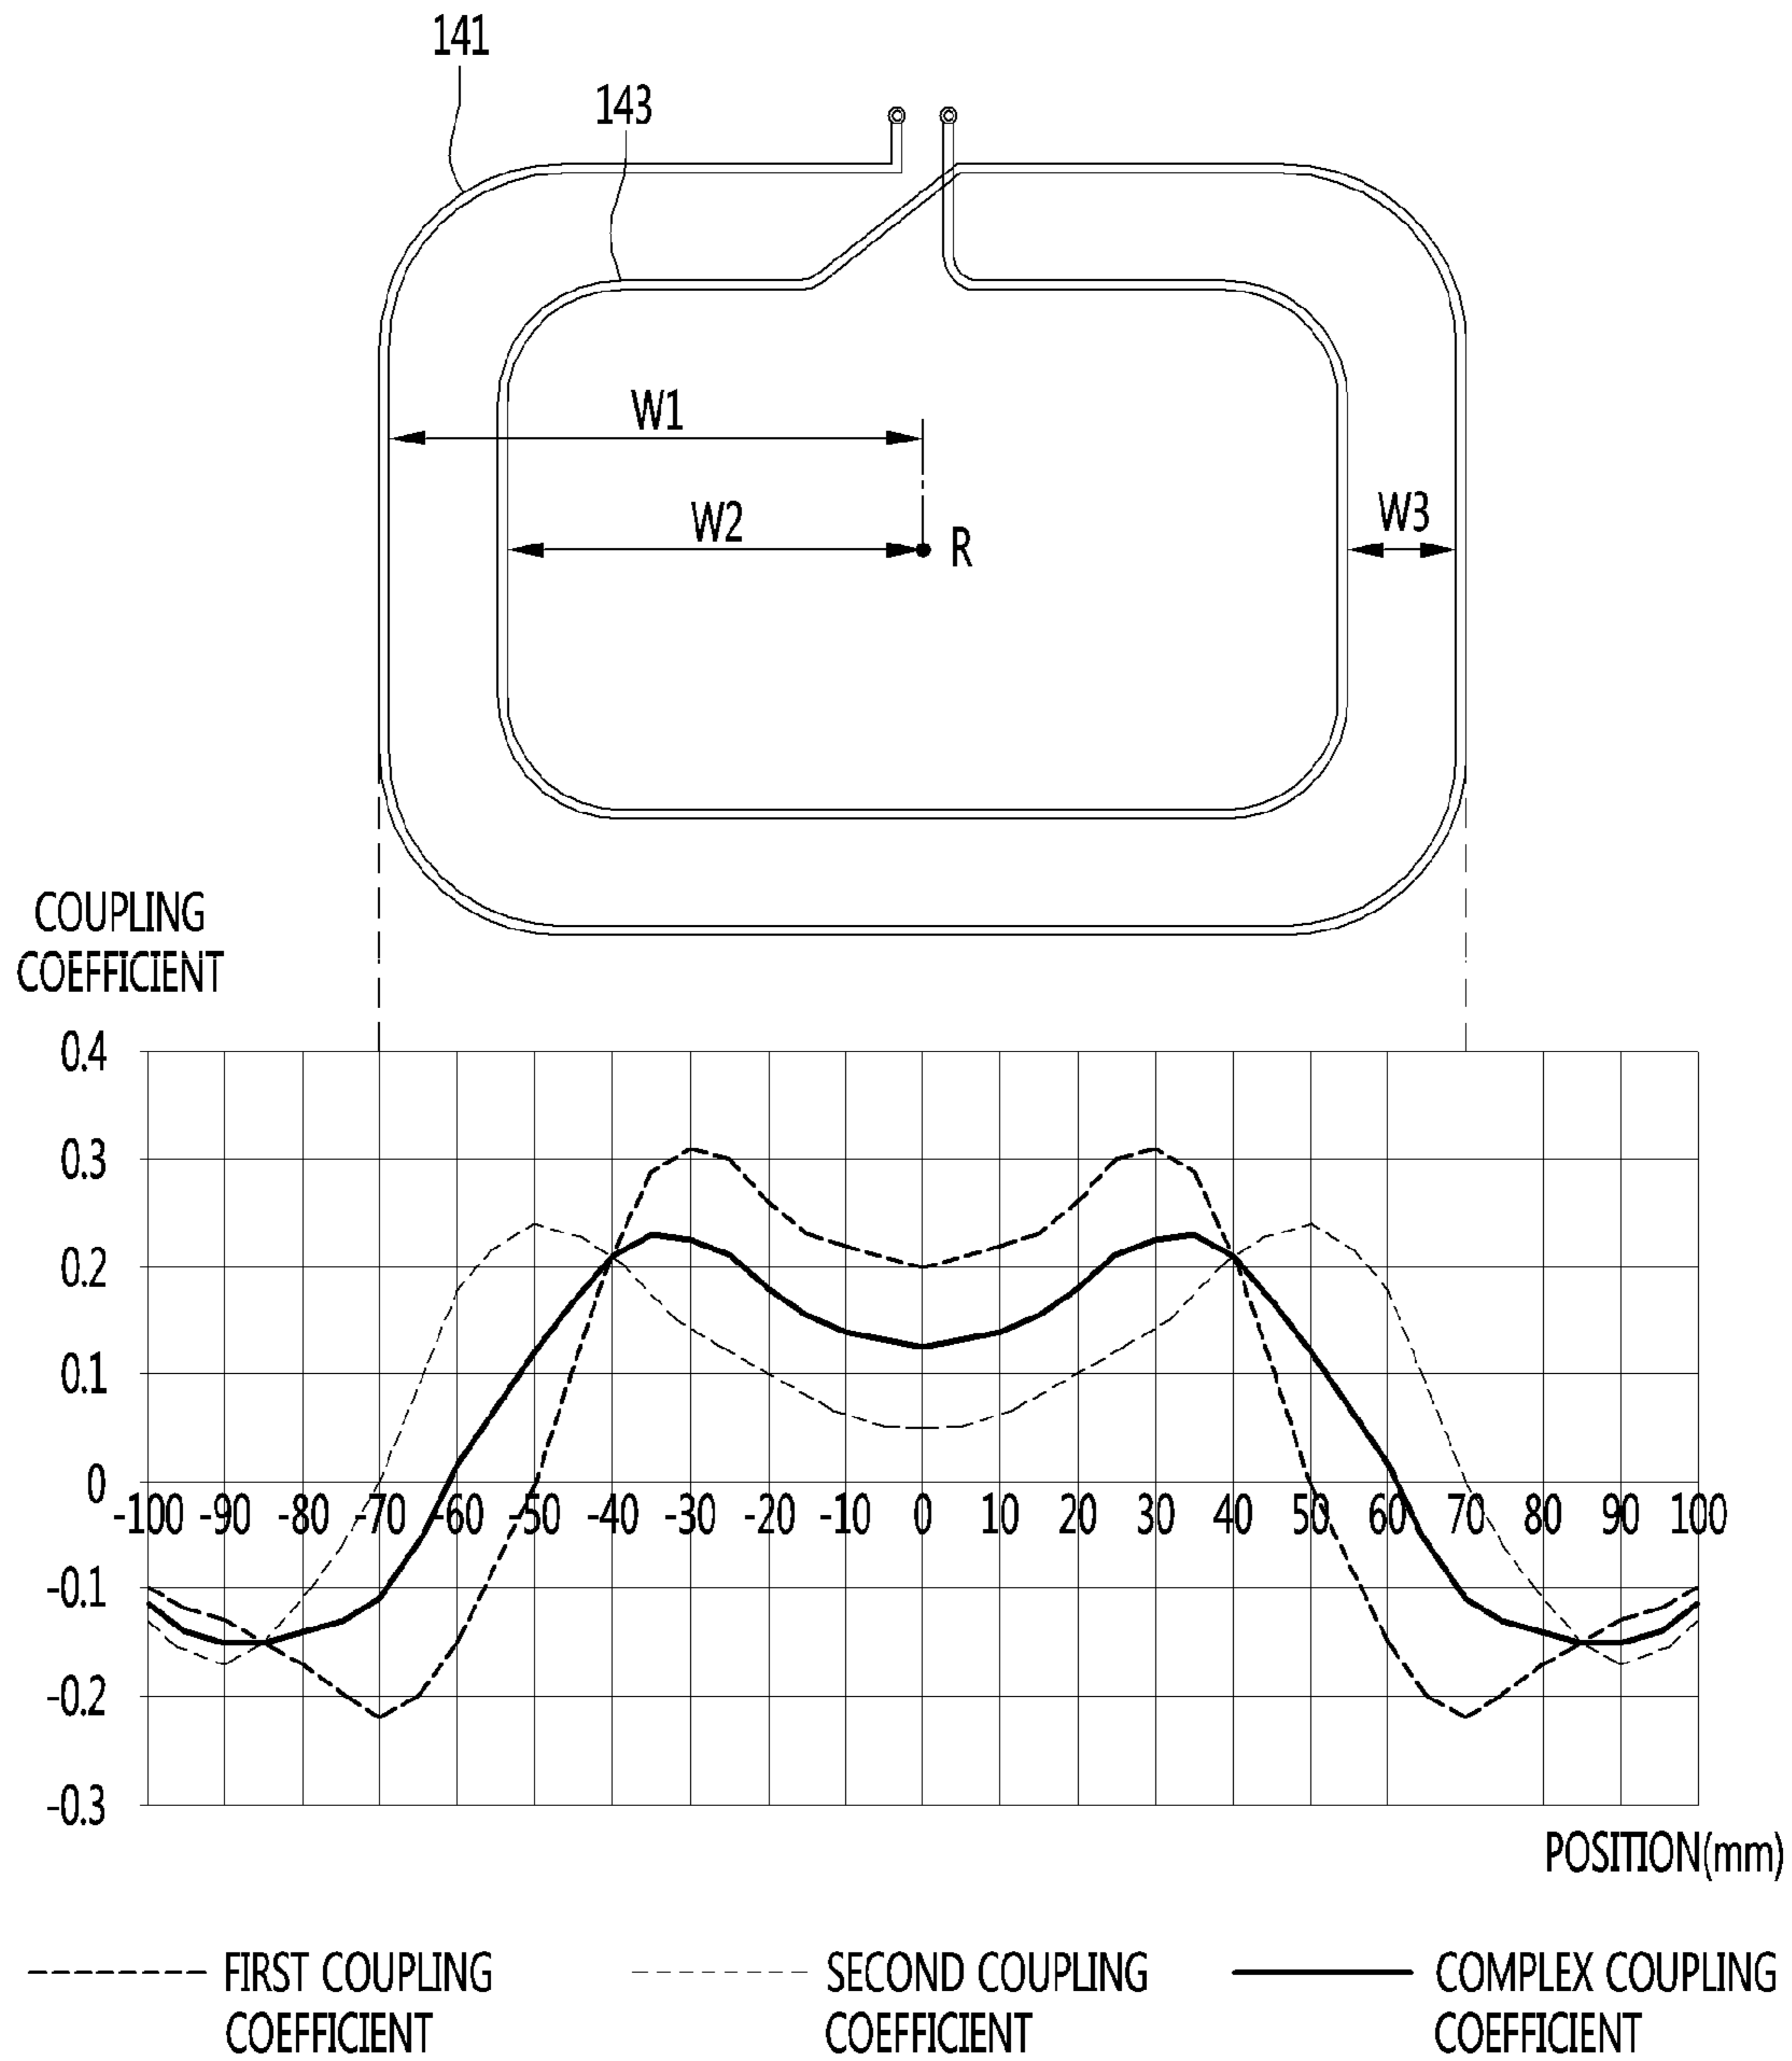 141
143
W1
W2
R
W3
COUPLING
COEFFICIENT
0.4
0.3
0.2
0.1
0
-100 -90 -80 -70 -60 -50 -40 -30 -20 -10 0 10 20 30 40 50 60 70 80 90 100
-0.1
-0.2
-0.3
POSITION(mm)
FIRST COUPLING
COEFFICIENT
SECOND COUPLING
COEFFICIENT
COMPLEX COUPLING
COEFFICIENT